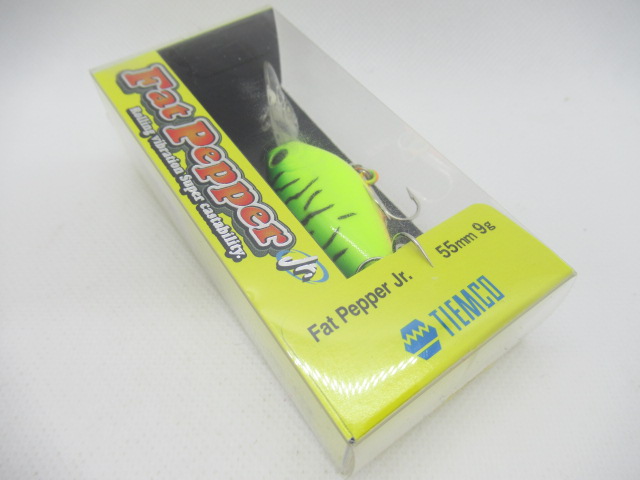 Fat Pepper Jr.
Rolling vibration Super castability.
Fat Pepper Jr. 55mm 9g
TIEMCO